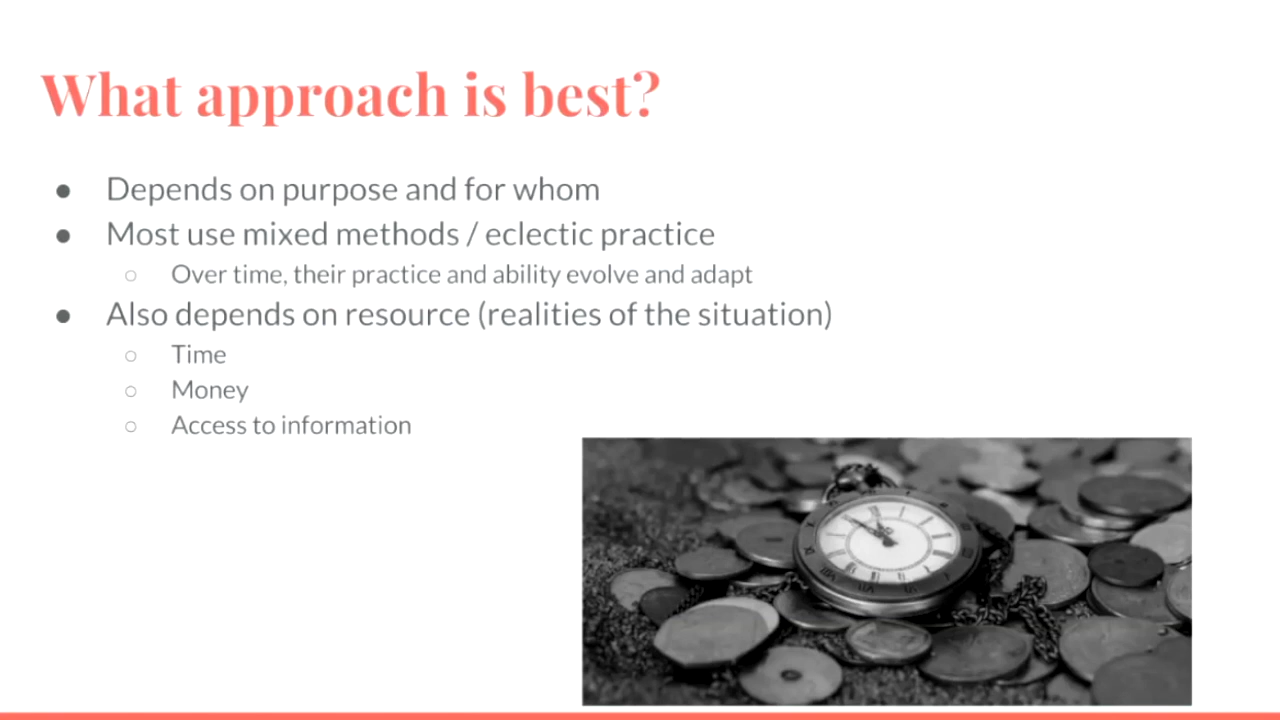 What approach is best?
● Depends on purpose and for whom
● Most use mixed methods / eclectic practice
○ Over time, their practice and ability evolve and adapt
● Also depends on resource (realities of the situation)
○ Time
○ Money
○ Access to information